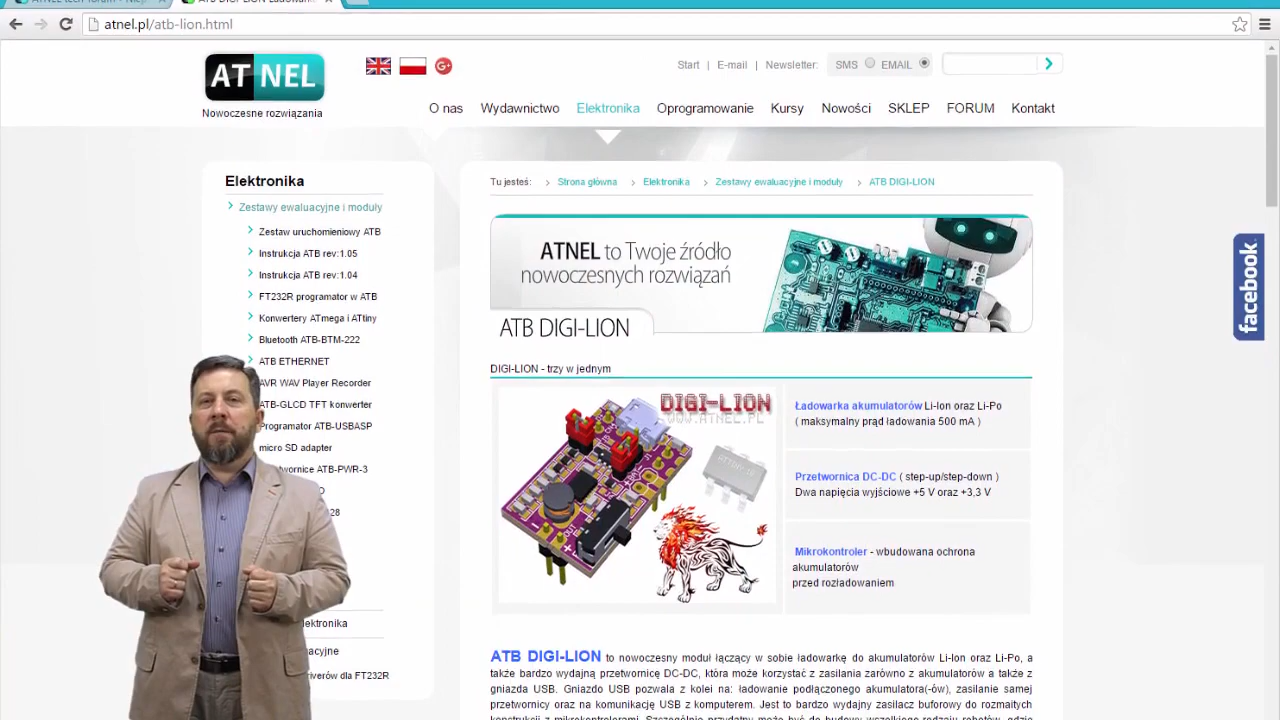 atnel.pl/atb-lion.html
AT NEL
Nowoczesne rozwiązania
Start | E-mail | Newsletter: SMS EMAIL
O nas Wydawnictwo Elektronika Oprogramowanie Kursy Nowości SKLEP FORUM Kontakt
Elektronika
Zestawy ewaluacyjne i moduły
Zestaw uruchomieniowy ATB
Instrukcja ATB rev:1.05
Instrukcja ATB rev:1.04
FT232R programator w ATB
Konwertery ATmega i ATtiny
Bluetooth ATB-BTM-222
ATB ETHERNET
AVR WAV Player Recorder
ATB-GLCD TFT konwerter
Programator ATB-USBASP
micro SD adapter
Tu jesteś: Strona główna Elektronika Zestawy ewaluacyjne i moduły ATB DIGI-LION
ATNEL to Twoje źródło
nowoczesnych rozwiązań
ATB DIGI-LION
DIGI-LION - trzy w jednym
DIGI-LION
WWW.ATNEL.PL
Ładowarka akumulatorów Li-Ion oraz Li-Po
( maksymalny prąd ładowania 500 mA )
Przetwornica DC-DC ( step-up/step-down )
Dwa napięcia wyjściowe +5 V oraz +3,3 V
Mikrokontroler - wbudowana ochrona
akumulatorów
przed rozładowaniem
ATB DIGI-LION to nowoczesny moduł łączący w sobie ładowarkę do akumulatorów Li-Ion oraz Li-Po, a
także bardzo wydajną przetwornicę DC-DC, która może korzystać z zasilania zarówno z akumulatora a także z
gniazda USB. Gniazdo USB pozwala z kolei na: ładowanie podłączonego akumulatora(-ów), zasilanie samej
przetwornicy oraz na komunikację USB z komputerem. Jest to bardzo wydajny zasilacz buforowy do rozmaitych
facebook